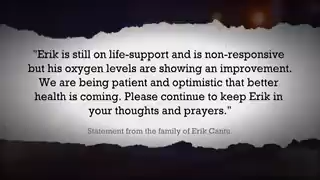 "Erik is still on life-support and is non-responsive
but his oxygen levels are showing an improvement.
We are being patient and optimistic that better
health is coming. Please continue to keep Erik in
your thoughts and prayers."
Statement from the family of Erik Cantu